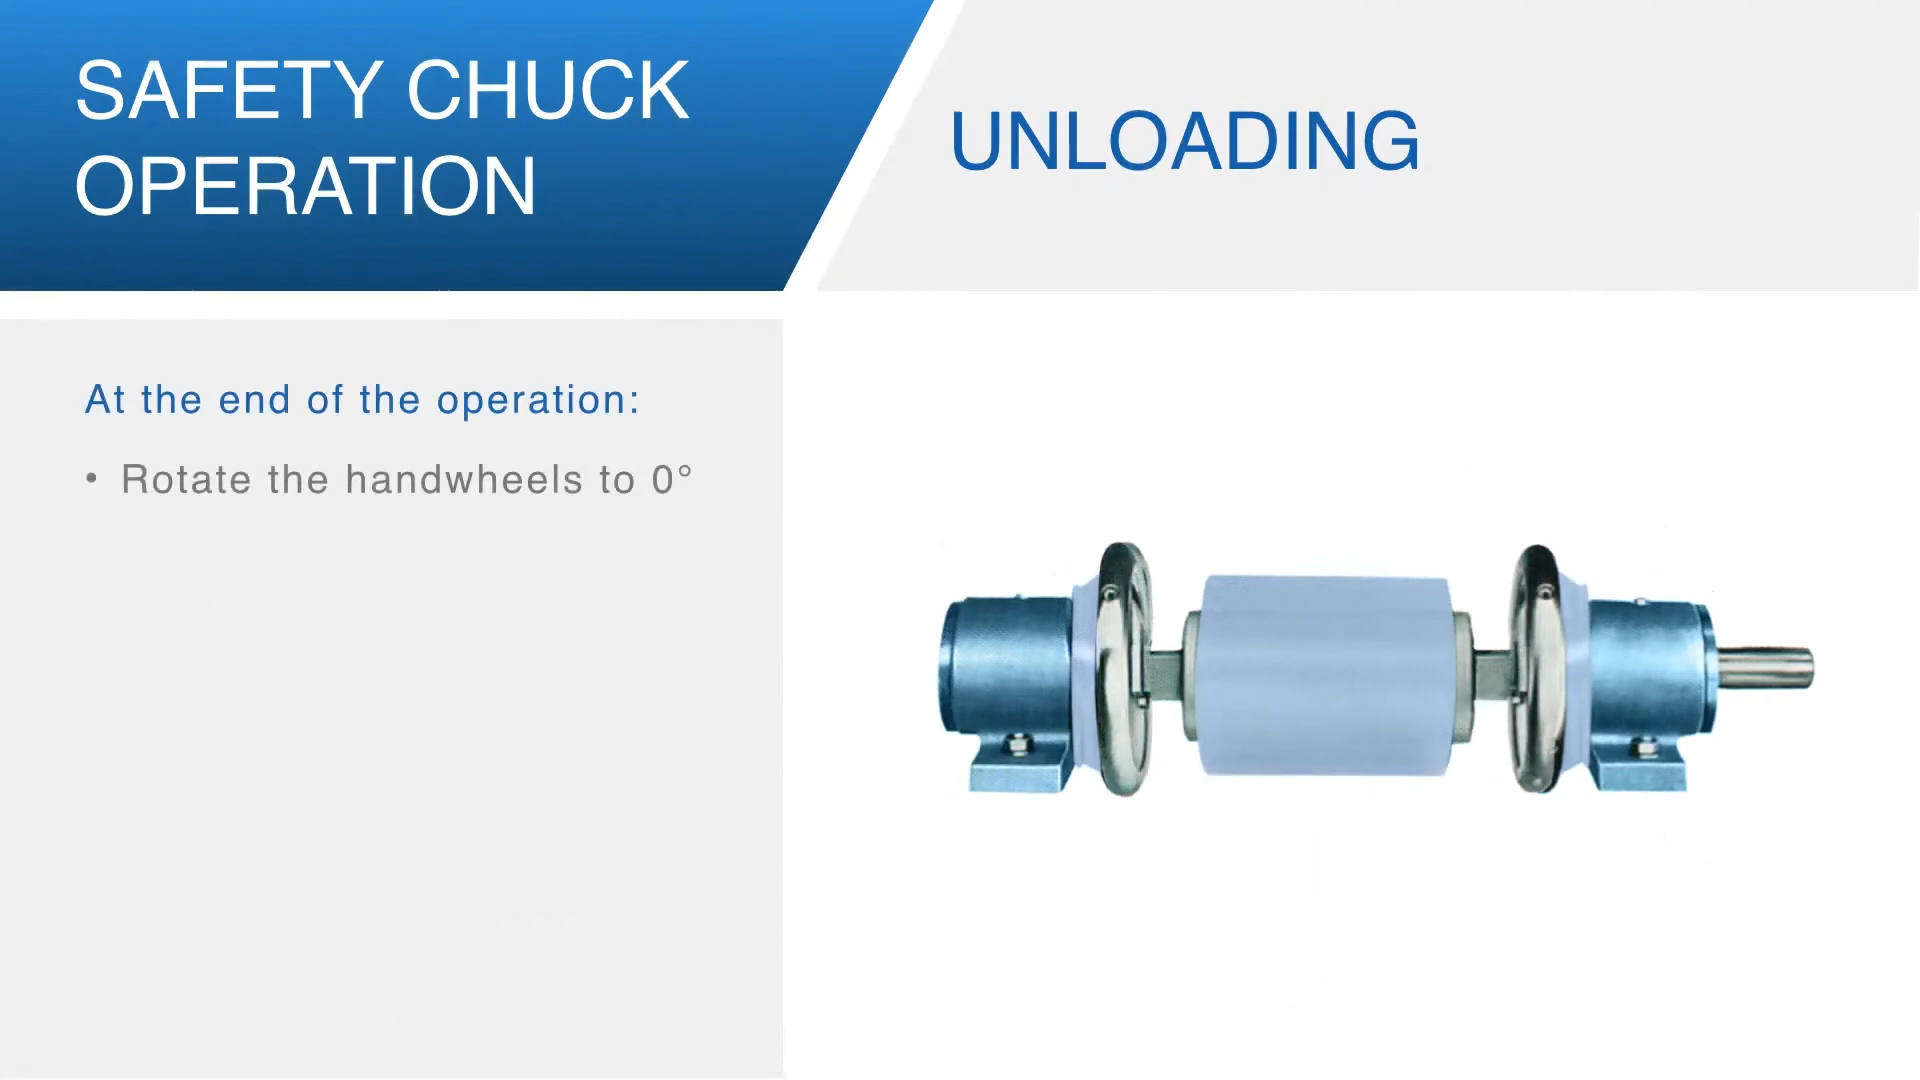 SAFETY CHUCK
OPERATION
UNLOADING
At the end of the operation:
• Rotate the handwheels to 0°